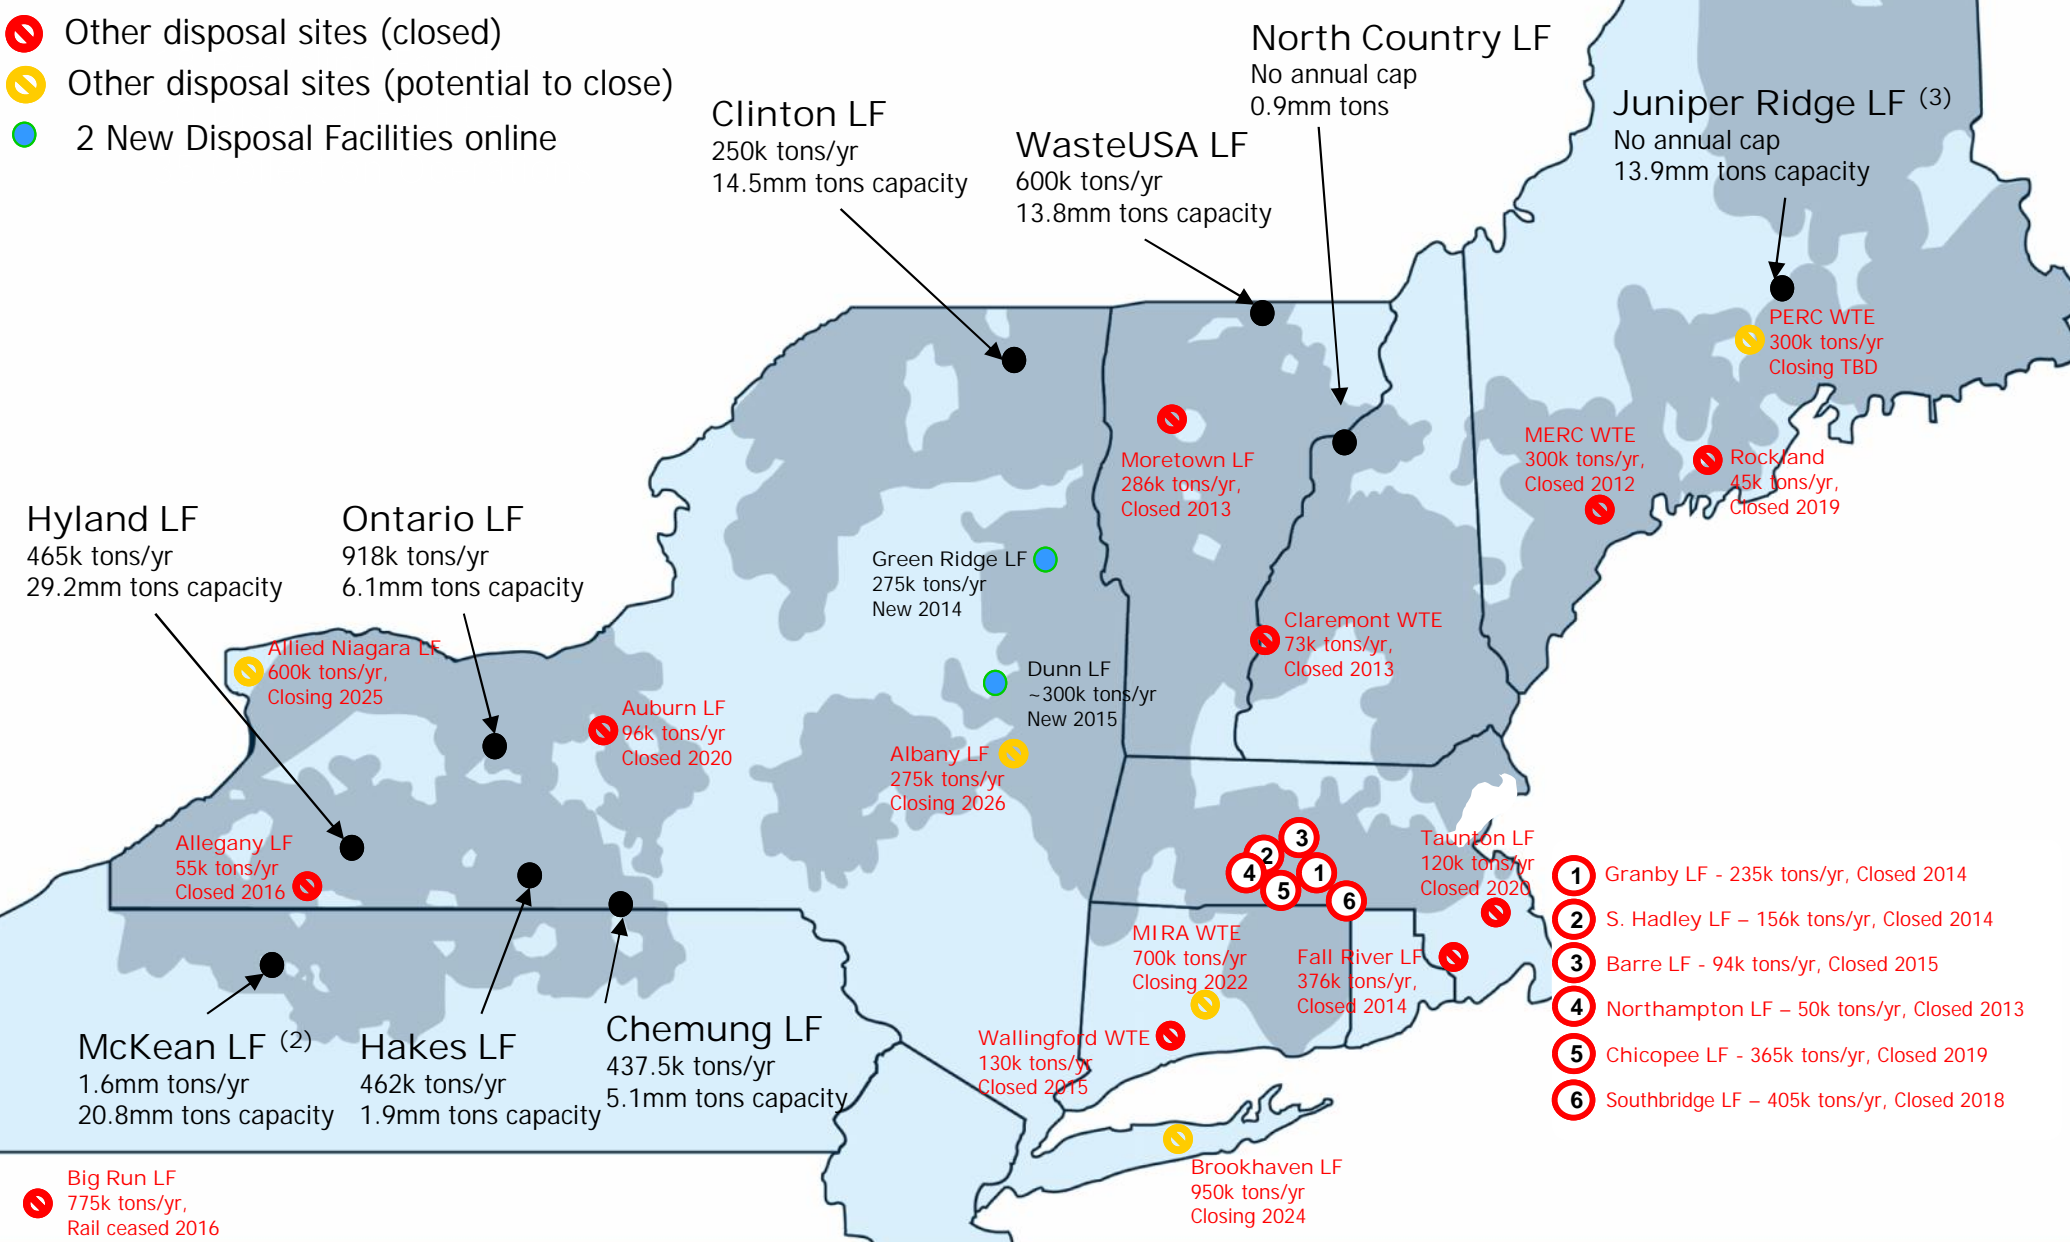 Other disposal sites (closed)
Other disposal sites (potential to close)
2 New Disposal Facilities online
Clinton LF
250k tons/yr
14.5mm tons capacity
WasteUSA LF
600k tons/yr
13.8mm tons capacity
North Country LF
No annual cap
0.9mm tons
Juniper Ridge LF (3)
No annual cap
13.9mm tons capacity
PERC WTE
300k tons/yr
Closing TBD
MERC WTE
300k tons/yr,
Closed 2012
Rockland
45k tons/yr,
Closed 2019
Moretown LF
286k tons/yr,
Closed 2013
Hyland LF
465k tons/yr
29.2mm tons capacity
Ontario LF
918k tons/yr
6.1mm tons capacity
Green Ridge LF
275k tons/yr
New 2014
Claremont WTE
73k tons/yr,
Closed 2013
Allied Niagara LF
600k tons/yr,
Closing 2025
Dunn LF
~300k tons/yr
New 2015
Auburn LF
96k tons/yr
Closed 2020
Albany LF
275k tons/yr
Closing 2026
Allegany LF
55k tons/yr
Closed 2016
3
2
4
1
5
6
Taunton LF
120k tons/yr
Closed 2020
1 Granby LF - 235k tons/yr, Closed 2014
2 S. Hadley LF – 156k tons/yr, Closed 2014
3 Barre LF - 94k tons/yr, Closed 2015
4 Northampton LF – 50k tons/yr, Closed 2013
5 Chicopee LF - 365k tons/yr, Closed 2019
6 Southbridge LF – 405k tons/yr, Closed 2018
MIRA WTE
700k tons/yr
Closing 2022
Fall River LF
376k tons/yr,
Closed 2014
McKean LF (2)
1.6mm tons/yr
20.8mm tons capacity
Hakes LF
462k tons/yr
1.9mm tons capacity
Chemung LF
437.5k tons/yr
5.1mm tons capacity
Wallingford WTE
130k tons/yr
Closed 2015
Brookhaven LF
950k tons/yr
Closing 2024
Big Run LF
775k tons/yr,
Rail ceased 2016